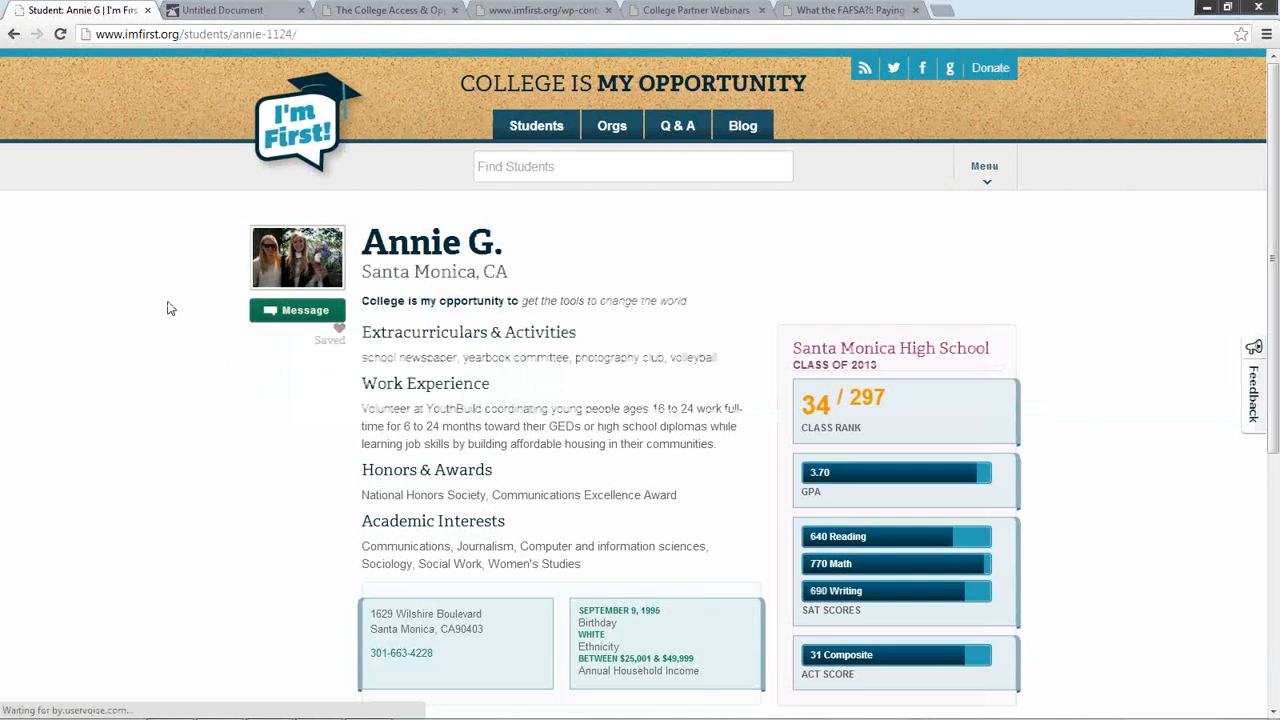 Student: Annie G | I'm Firs
Untitled Document
The College Access & Op
www.imfirst.org/wp-cont
College Partner Webinars
What the FAFSA?!: Paying
www.imfirst.org/students/annie-1124/
COLLEGE IS MY OPPORTUNITY
Donate
I'm First!
Students
Orgs
Q & A
Blog
Find Students
Menu
Annie G.
Santa Monica, CA
Message
Saved
College is my opportunity to get the tools to change the world
Extracurriculars & Activities
school newspaper, yearbook committee, photography club, volleyball
Work Experience
Volunteer at YouthBuild coordinating young people ages 16 to 24 work full-
time for 6 to 24 months toward their GEDs or high school diplomas while
learning job skills by building affordable housing in their communities.
Honors & Awards
National Honors Society, Communications Excellence Award
Academic Interests
Communications, Journalism, Computer and information sciences,
Sociology, Social Work, Women's Studies
1629 Wilshire Boulevard
Santa Monica, CA90403
301-663-4228
SEPTEMBER 9, 1995
Birthday
WHITE
Ethnicity
BETWEEN $25,001 & $49,999
Annual Household Income
Santa Monica High School
CLASS OF 2013
34 / 297
CLASS RANK
3.70
GPA
640 Reading
770 Math
690 Writing
SAT SCORES
31 Composite
ACT SCORE
Feedback
Waiting for by.uservoice.com...